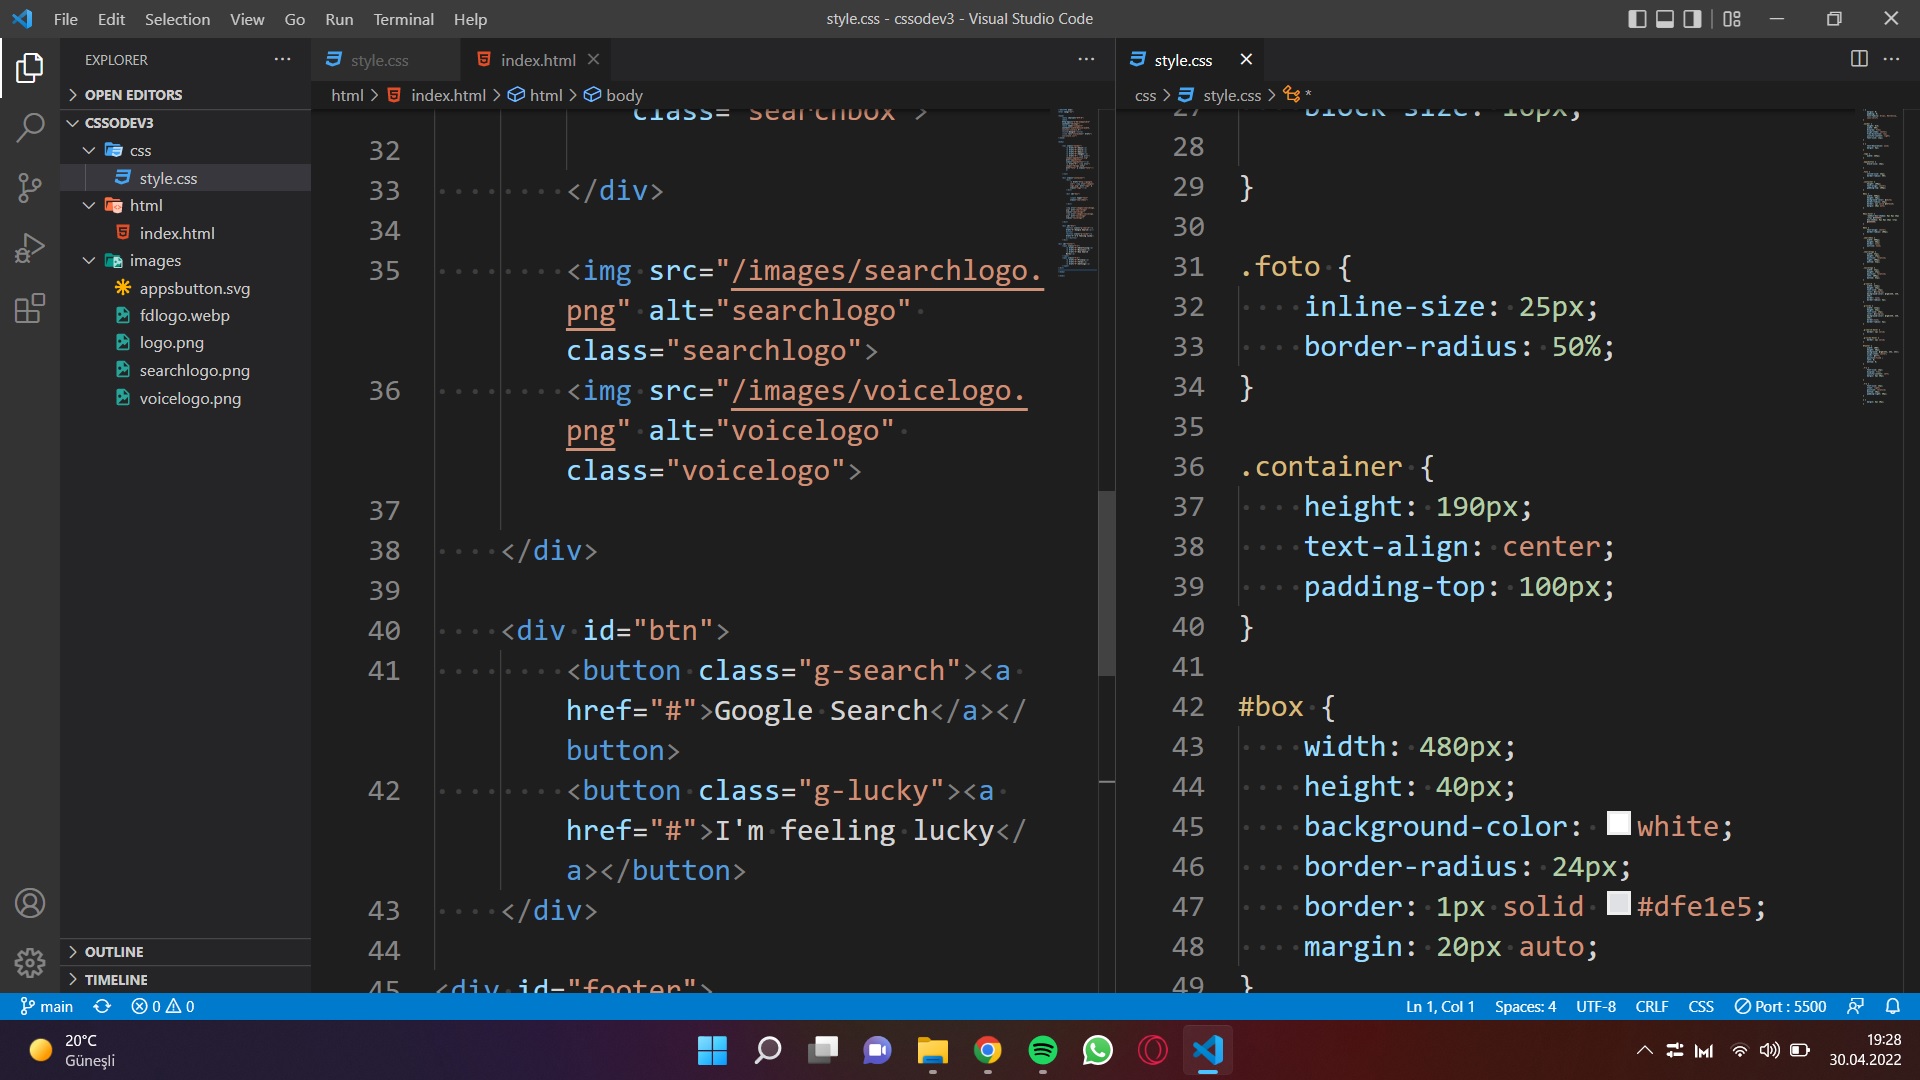 File Edit Selection View Go Run Terminal Help
style.css - cssodev3 - Visual Studio Code
EXPLORER
OPEN EDITORS
CSSODEV3
css
style.css
html
index.html
images
appsbutton.svg
fdlogo.webp
logo.png
searchlogo.png
voicelogo.png
OUTLINE
TIMELINE
style.css
index.html
html > index.html > html > body
class="searchbox">
32
33 </div>
34
35 <img src="/images/searchlogo.
png" alt="searchlogo"
class="searchlogo">
36 <img src="/images/voicelogo.
png" alt="voicelogo"
class="voicelogo">
37
38 </div>
39
40 <div id="btn">
41 <button class="g-search"><a
href="#">Google Search</a></
button>
42 <button class="g-lucky"><a
href="#">I'm feeling lucky</
a></button>
43 </div>
44
45 <div id="footer">
style.css
css > style.css > *
27 block-size: 16px;
28
29 }
30
31 .foto {
32 inline-size: 25px;
33 border-radius: 50%;
34 }
35
36 .container {
37 height: 190px;
38 text-align: center;
39 padding-top: 100px;
40 }
41
42 #box {
43 width: 480px;
44 height: 40px;
45 background-color: white;
46 border-radius: 24px;
47 border: 1px solid #dfe1e5;
48 margin: 20px auto;
49 }
main 0 0
Ln 1, Col 1 Spaces: 4 UTF-8 CRLF CSS Port : 5500
20°C
Güneşli
19:28
30.04.2022